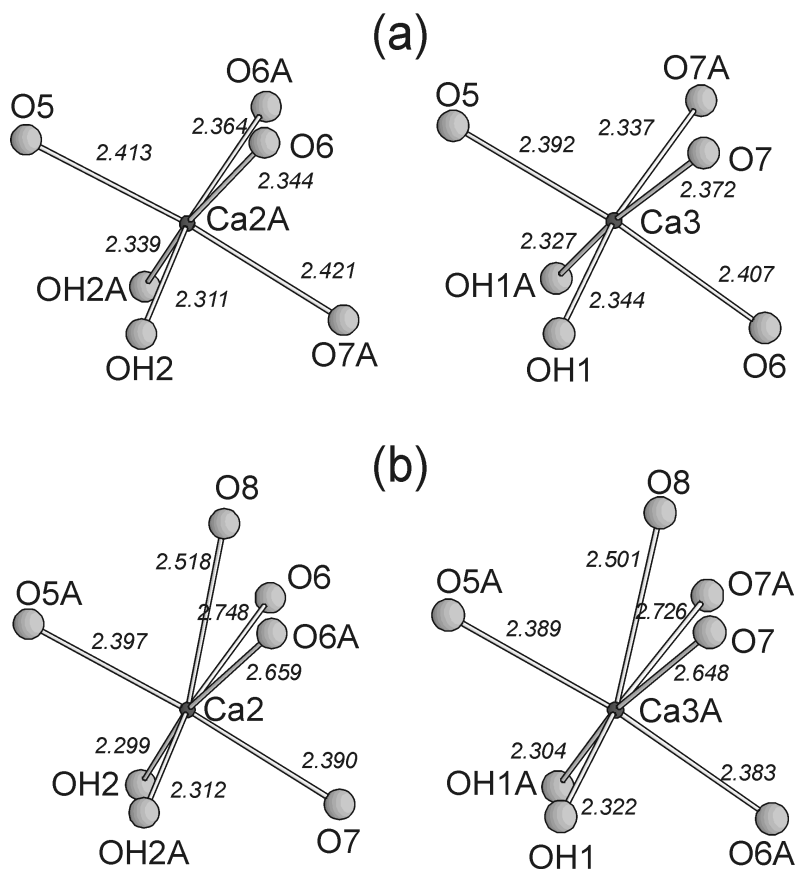 (a)
O6A
O5
2.364
O6
2.413
2.344
Ca2A
2.339
OH2A
2.311
2.421
OH2
O7A
O7A
O5
2.337
O7
2.392
2.372
Ca3
2.327
OH1A
2.344
2.407
OH1
O6
(b)
O8
2.518
O6
O5A
2.748
O6A
2.397
2.659
Ca2
2.299
OH2
2.312
2.390
OH2A
O7
O8
2.501
O7A
O5A
2.726
O7
2.389
2.648
Ca3A
2.304
OH1A
2.322
2.383
OH1
O6A